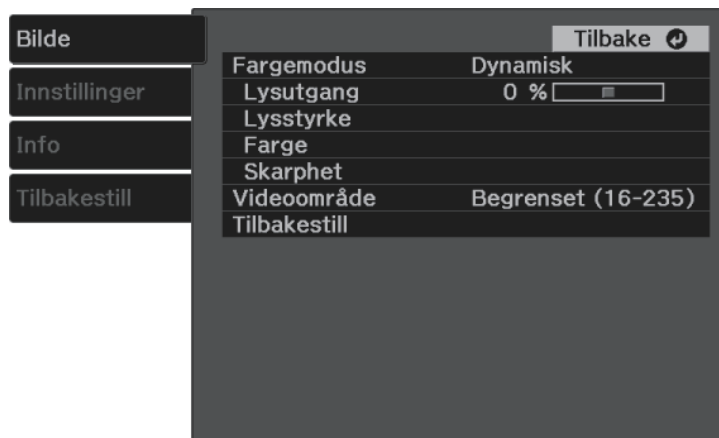 Bilde
Innstillinger
Info
Tilbakestill
Tilbake
Fargemodus Dynamisk
Lysutgang 0 %
Lysstyrke
Farge
Skarphet
Videoområde Begrenset (16-235)
Tilbakestill